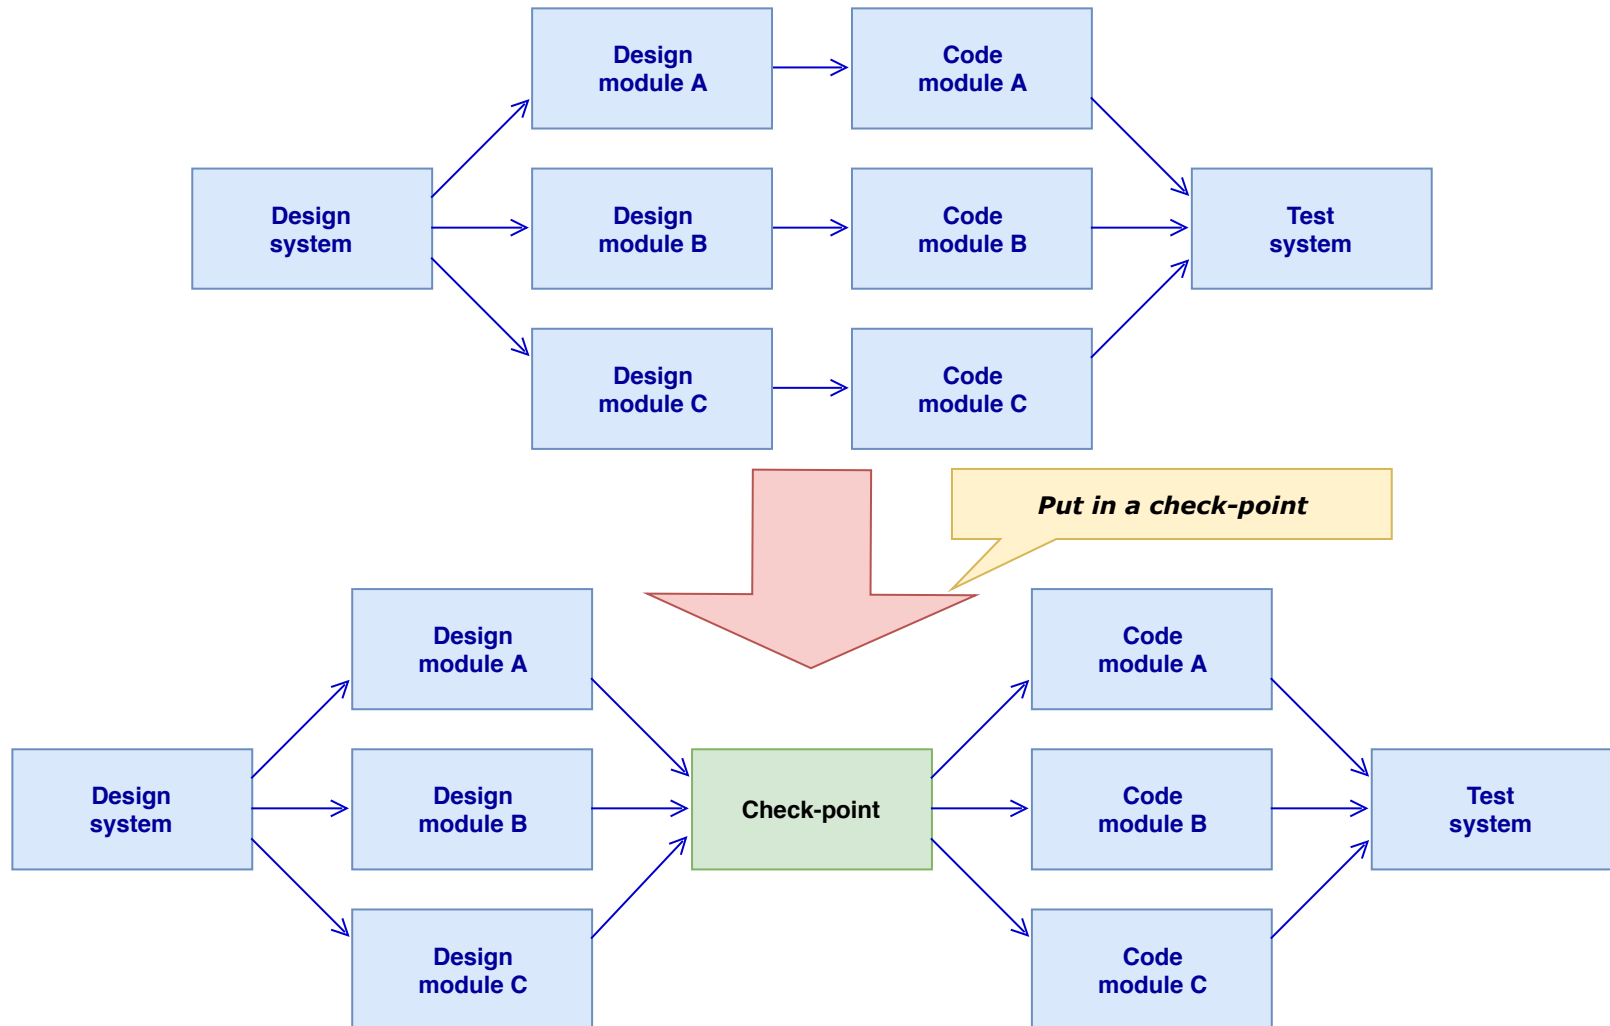 Design
module A
Code
module A
Design
system
Design
module B
Code
module B
Test
system
Design
module C
Code
module C
Put in a check-point
Design
module A
Code
module A
Design
system
Design
module B
Check-point
Code
module B
Test
system
Design
module C
Code
module C